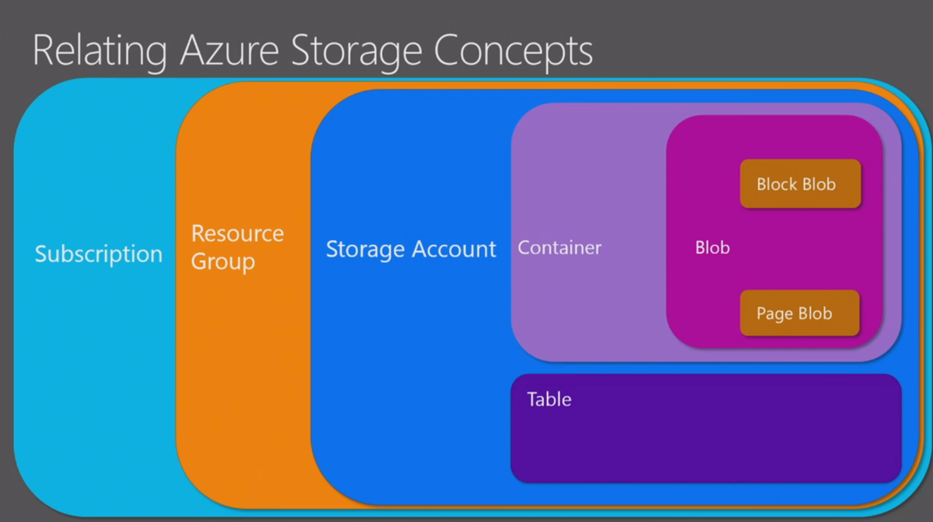 Relating Azure Storage Concepts
Subscription
Resource
Group
Storage Account
Container
Blob
Block Blob
Page Blob
Table